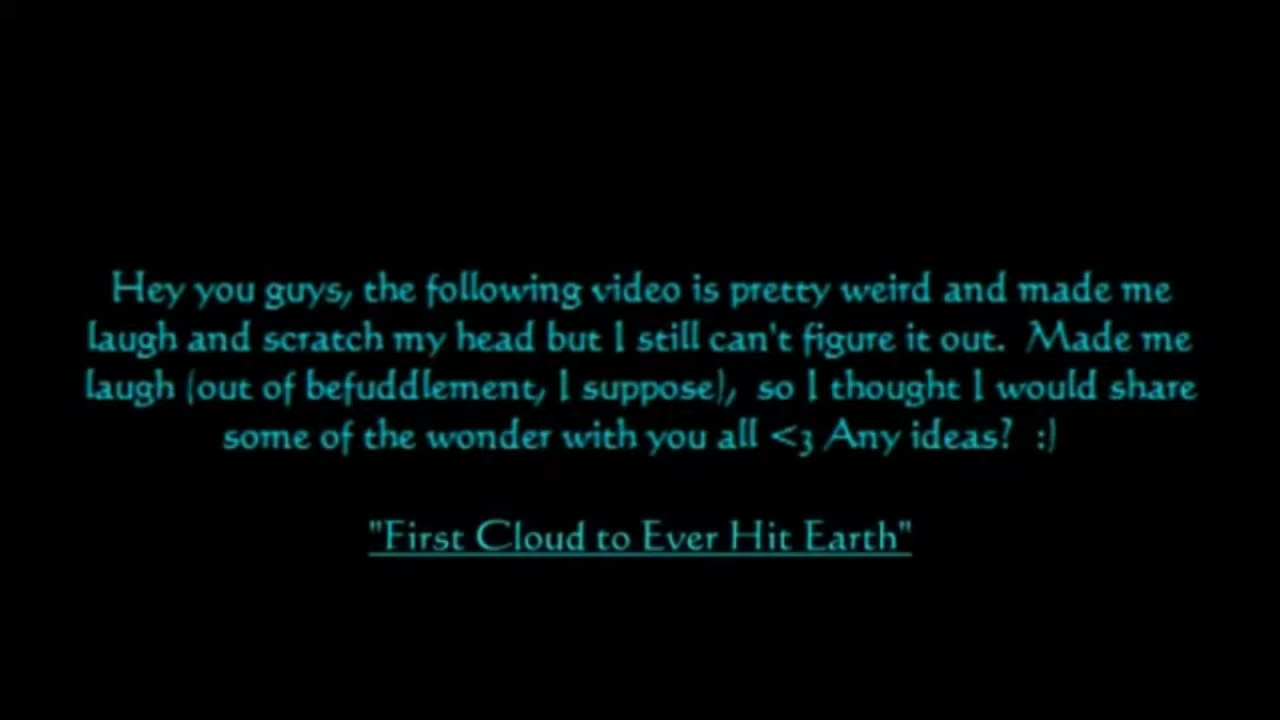 Hey you guys, the following video is pretty weird and made me
laugh and scratch my head but I still can't figure it out.  Made me
laugh (out of befuddlement, I suppose),  so I thought I would share
some of the wonder with you all <3 Any ideas?  :)
"First Cloud to Ever Hit Earth"